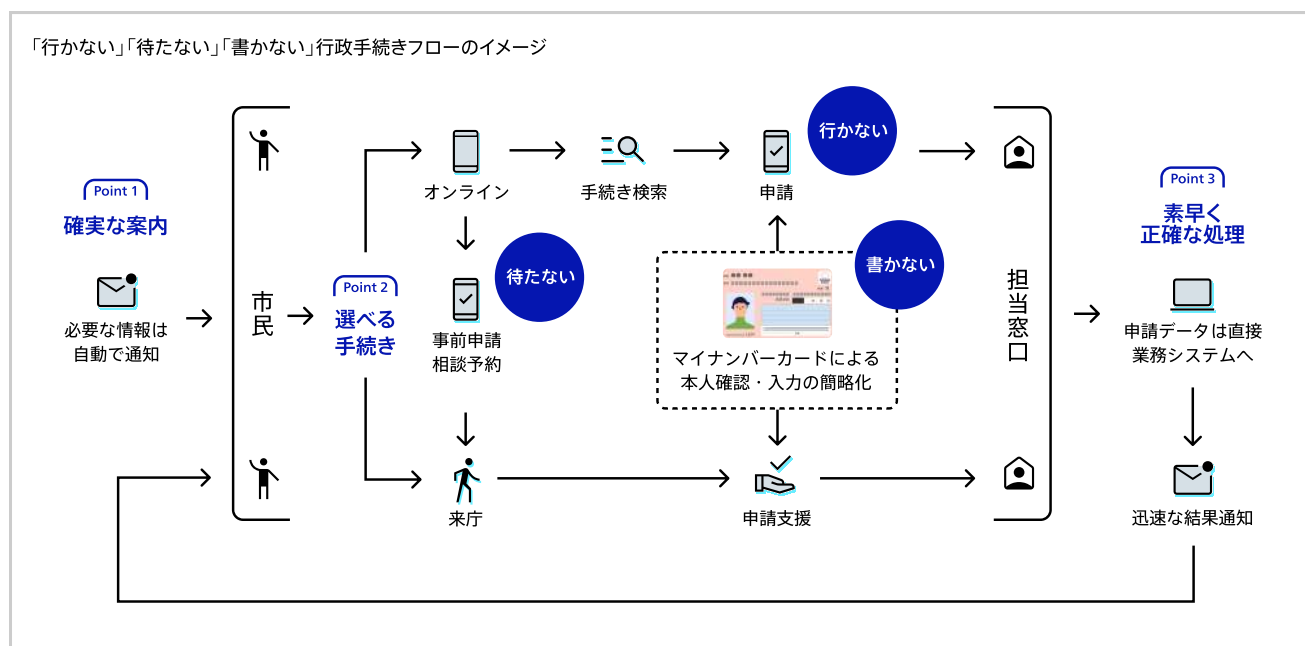 「行かない」「待たない」「書かない」行政手続きフローのイメージ
Point 1
確実な案内
必要な情報は
自動で通知
市民
Point 2
選べる
手続き
オンライン
手続き検索
申請
行かない
事前申請
相談予約
待たない
書かない
マイナンバーカードによる
本人確認・入力の簡略化
来庁
申請支援
担当窓口
Point 3
素早く
正確な処理
申請データは直接
業務システムへ
迅速な結果通知